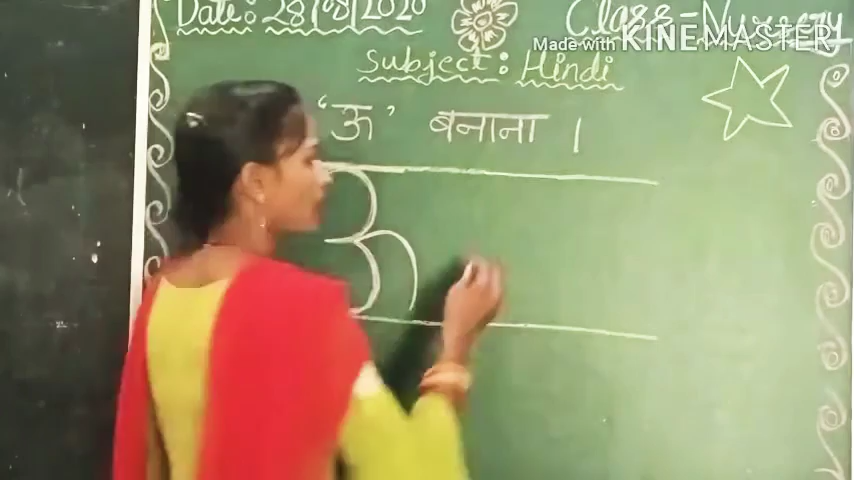 Date: 28/08/2020
Class-Nursery
Made with KINEMASTER
Subject: Hindi
'ऊ' बनाना ।